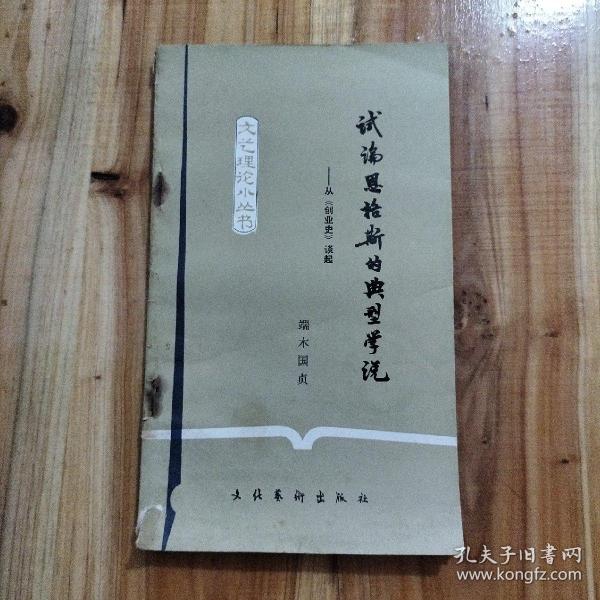 试论恩格斯的典型学说
——从《创业史》谈起
文艺理论小丛书
端木国贞
文化艺术出版社
孔夫子旧书网
www.kongfz.com